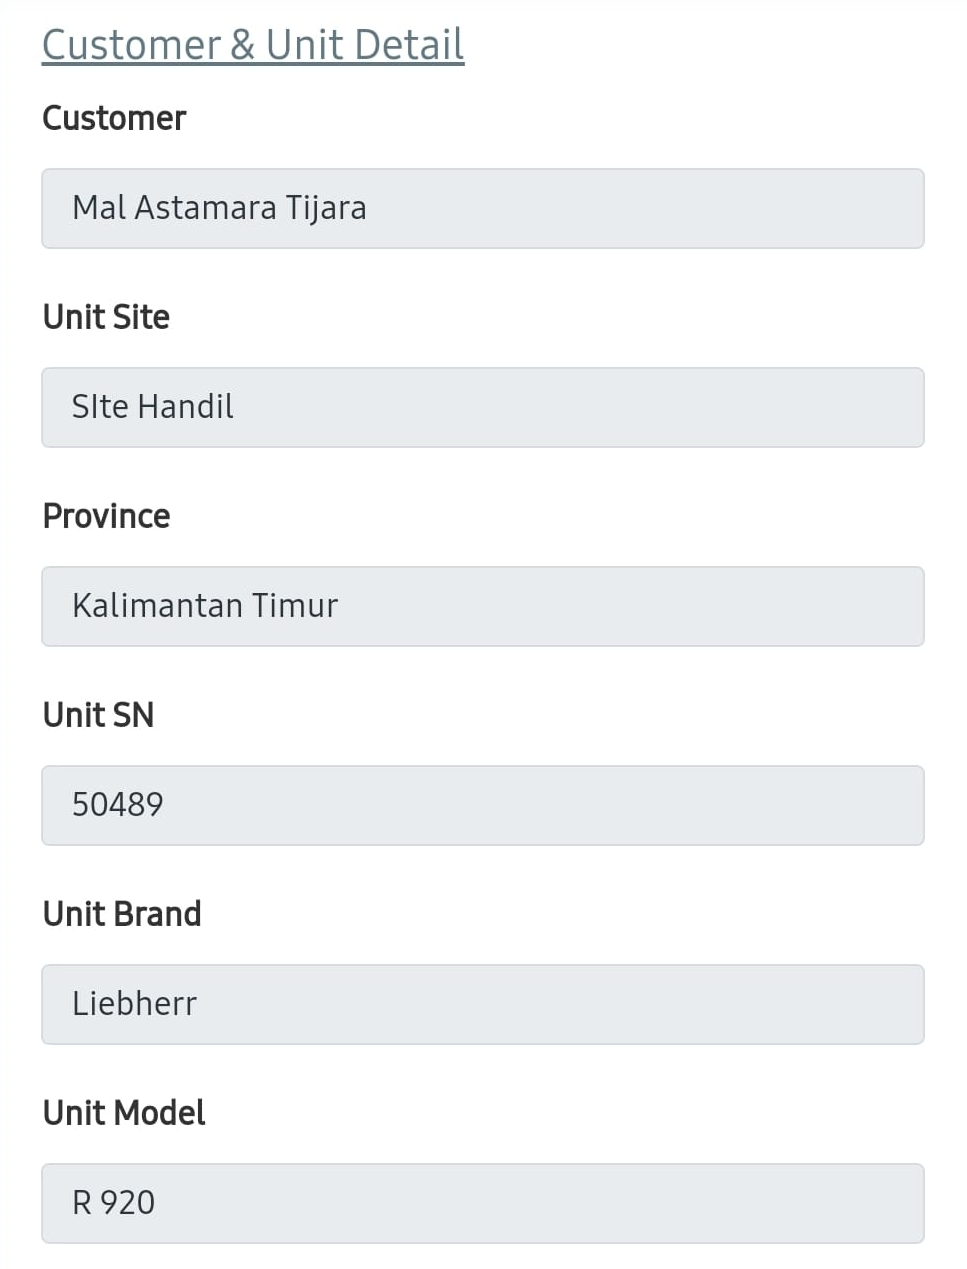 Customer & Unit Detail
Customer
Mal Astamara Tijara
Unit Site
SIte Handil
Province
Kalimantan Timur
Unit SN
50489
Unit Brand
Liebherr
Unit Model
R 920